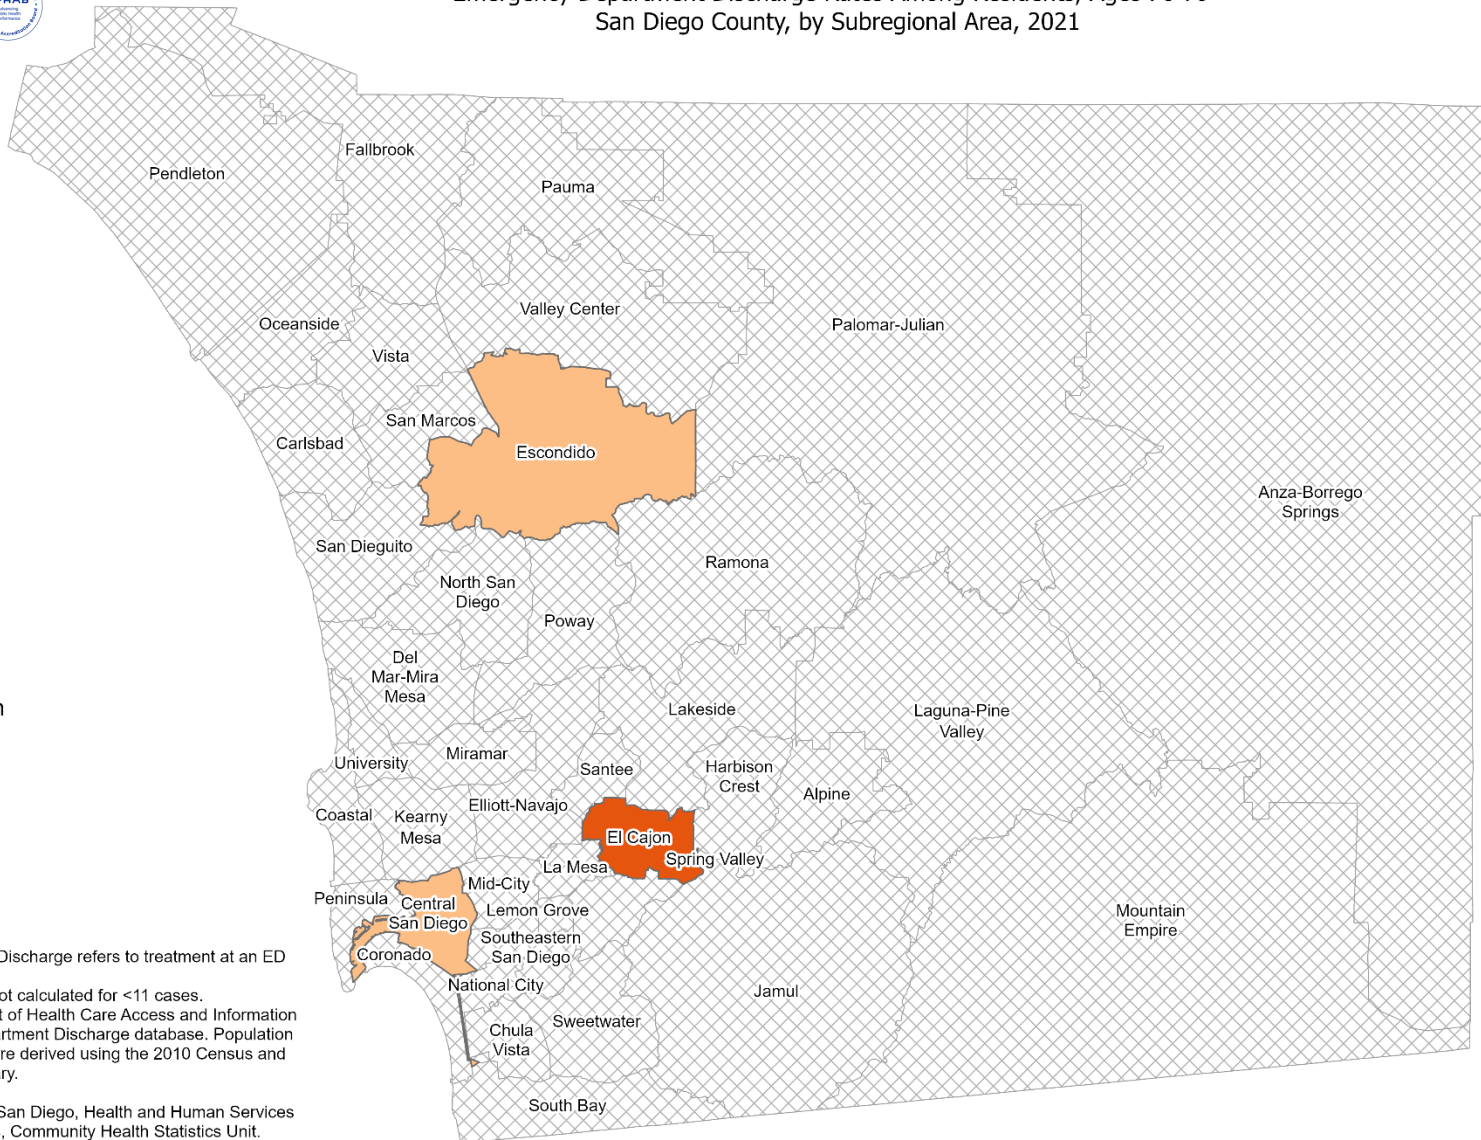 San Diego County, by Subregional Area, 2021
Fallbrook
Pendleton
Pauma
Valley Center
Oceanside
Palomar-Julian
Vista
San Marcos
Carlsbad
Escondido
Anza-Borrego
Springs
San Dieguito
Ramona
North San
Diego
Poway
Del
Mar-Mira
Mesa
Lakeside
Laguna-Pine
Valley
Miramar
University
Santee
Harbison
Crest
Alpine
Elliott-Navajo
Coastal
Kearny
Mesa
El Cajon
Spring Valley
La Mesa
Mid-City
Peninsula
Central
San Diego
Lemon Grove
Mountain
Empire
Southeastern
San Diego
Coronado
National City
Jamul
Sweetwater
Chula
Vista
South Bay
Discharge refers to treatment at an ED
ot calculated for <11 cases.
t of Health Care Access and Information
artment Discharge database. Population
re derived using the 2010 Census and
ry.
San Diego, Health and Human Services
, Community Health Statistics Unit.